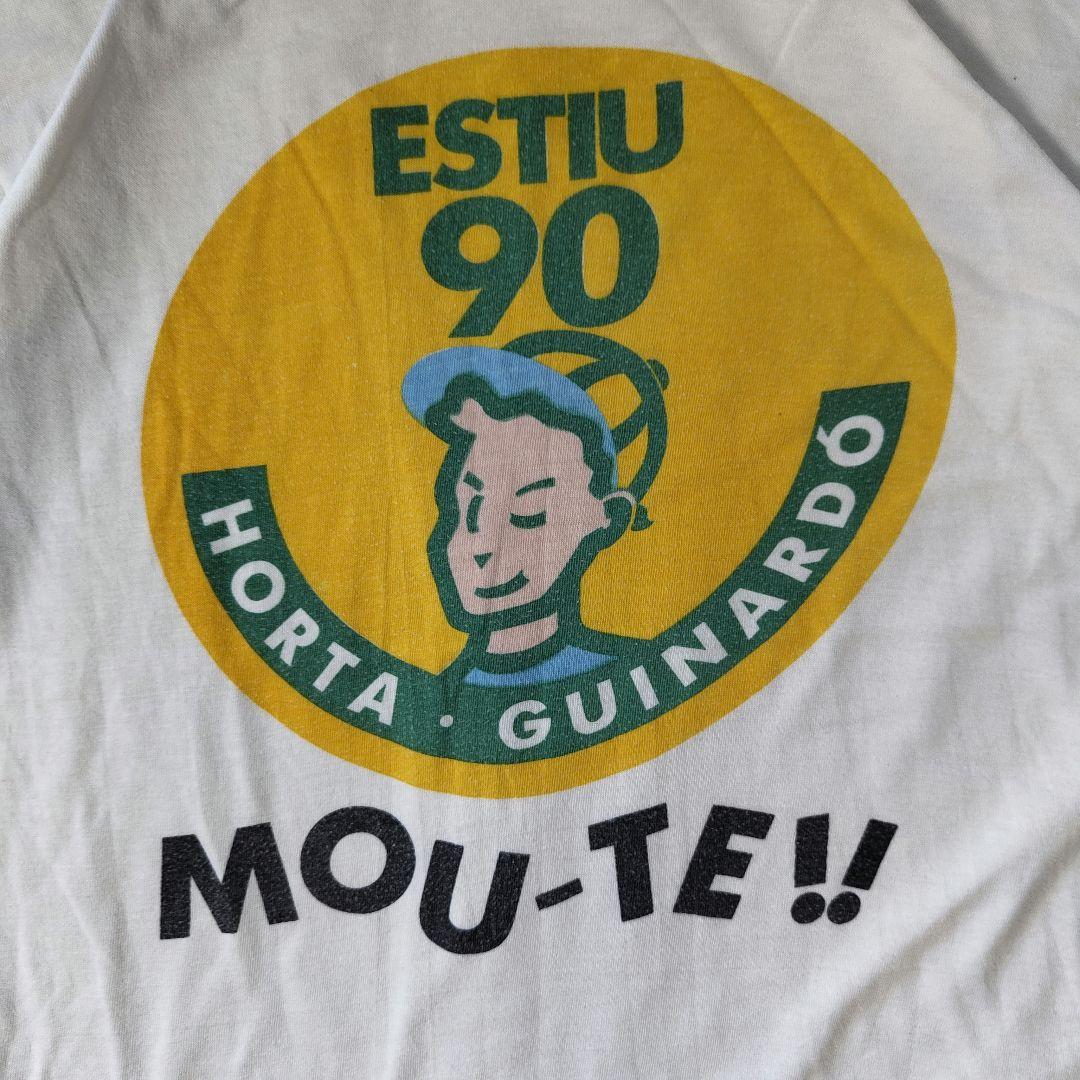 ESTIU
90
HORTA · GUINARDÓ
MOU-TE!!